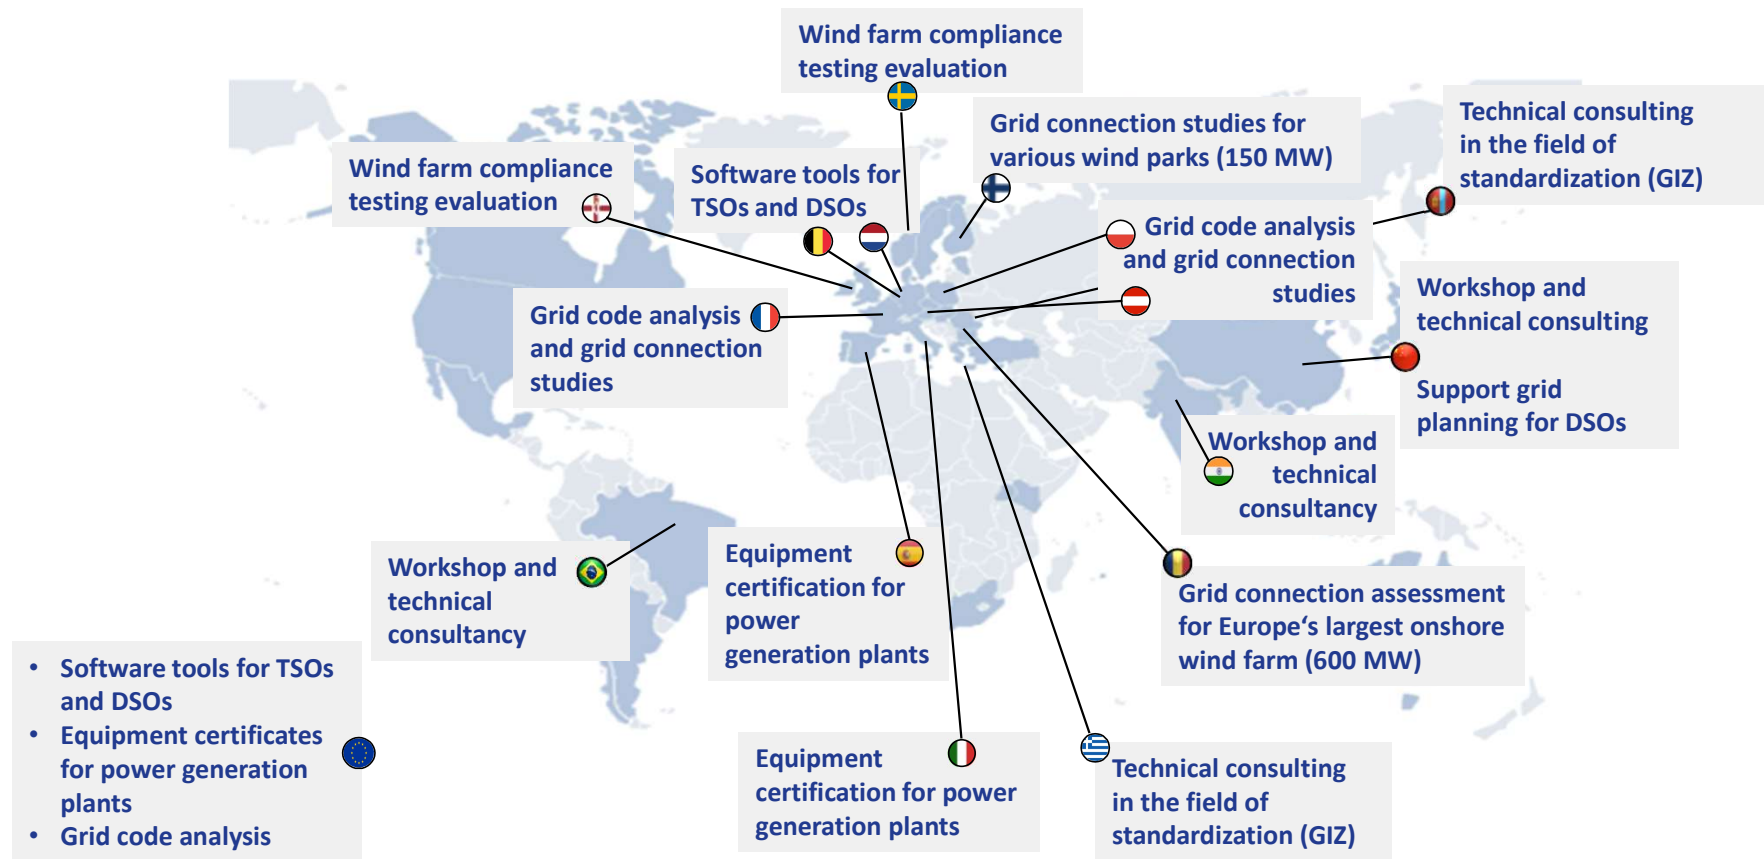 Wind farm compliance
testing evaluation
Grid connection studies for
various wind parks (150 MW)
Technical consulting
in the field of
standardization (GIZ)
Wind farm compliance
testing evaluation
Software tools for
TSOs and DSOs
Grid code analysis
and grid connection
studies
Grid code analysis
and grid connection
studies
Workshop and
technical consulting
Support grid
planning for DSOs
Workshop and
technical
consultancy
Workshop and
technical
consultancy
Equipment
certification for
power
generation plants
Grid connection assessment
for Europe‘s largest onshore
wind farm (600 MW)
• Software tools for TSOs
and DSOs
• Equipment certificates
for power generation
plants
• Grid code analysis
Equipment
certification for power
generation plants
Technical consulting
in the field of
standardization (GIZ)